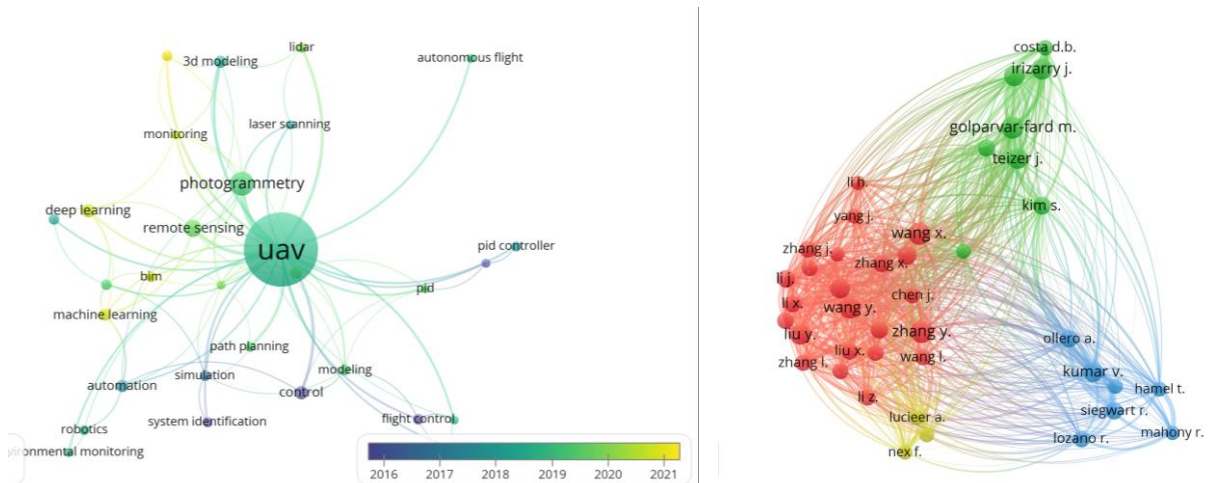 lidar
3d modeling
autonomous flight
laser scanning
monitoring
photogrammetry
deep learning
remote sensing
uav
pid controller
bim
pid
machine learning
path planning
simulation
modeling
automation
control
system identification
flight control
robotics
ironmental monitoring
2016 2017 2018 2019 2020 2021
costa d.b.
irizarry j.
golparvar-fard m.
teizer j.
li h.
kim s.
yang j.
wang x.
zhang j.
zhang x.
li j.
chen j.
li x.
wang y.
liu y.
zhang y.
liu x.
wang l.
zhang l.
li z.
ollero a.
kumar v.
hamel t.
siegwart r.
lucieer a.
lozano r.
mahony r.
nex f.